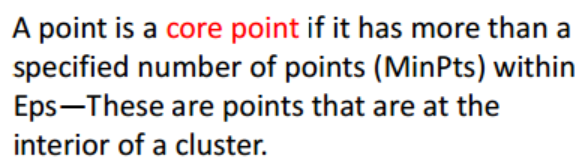 A point is a core point if it has more than a
specified number of points (MinPts) within
Eps—These are points that are at the
interior of a cluster.